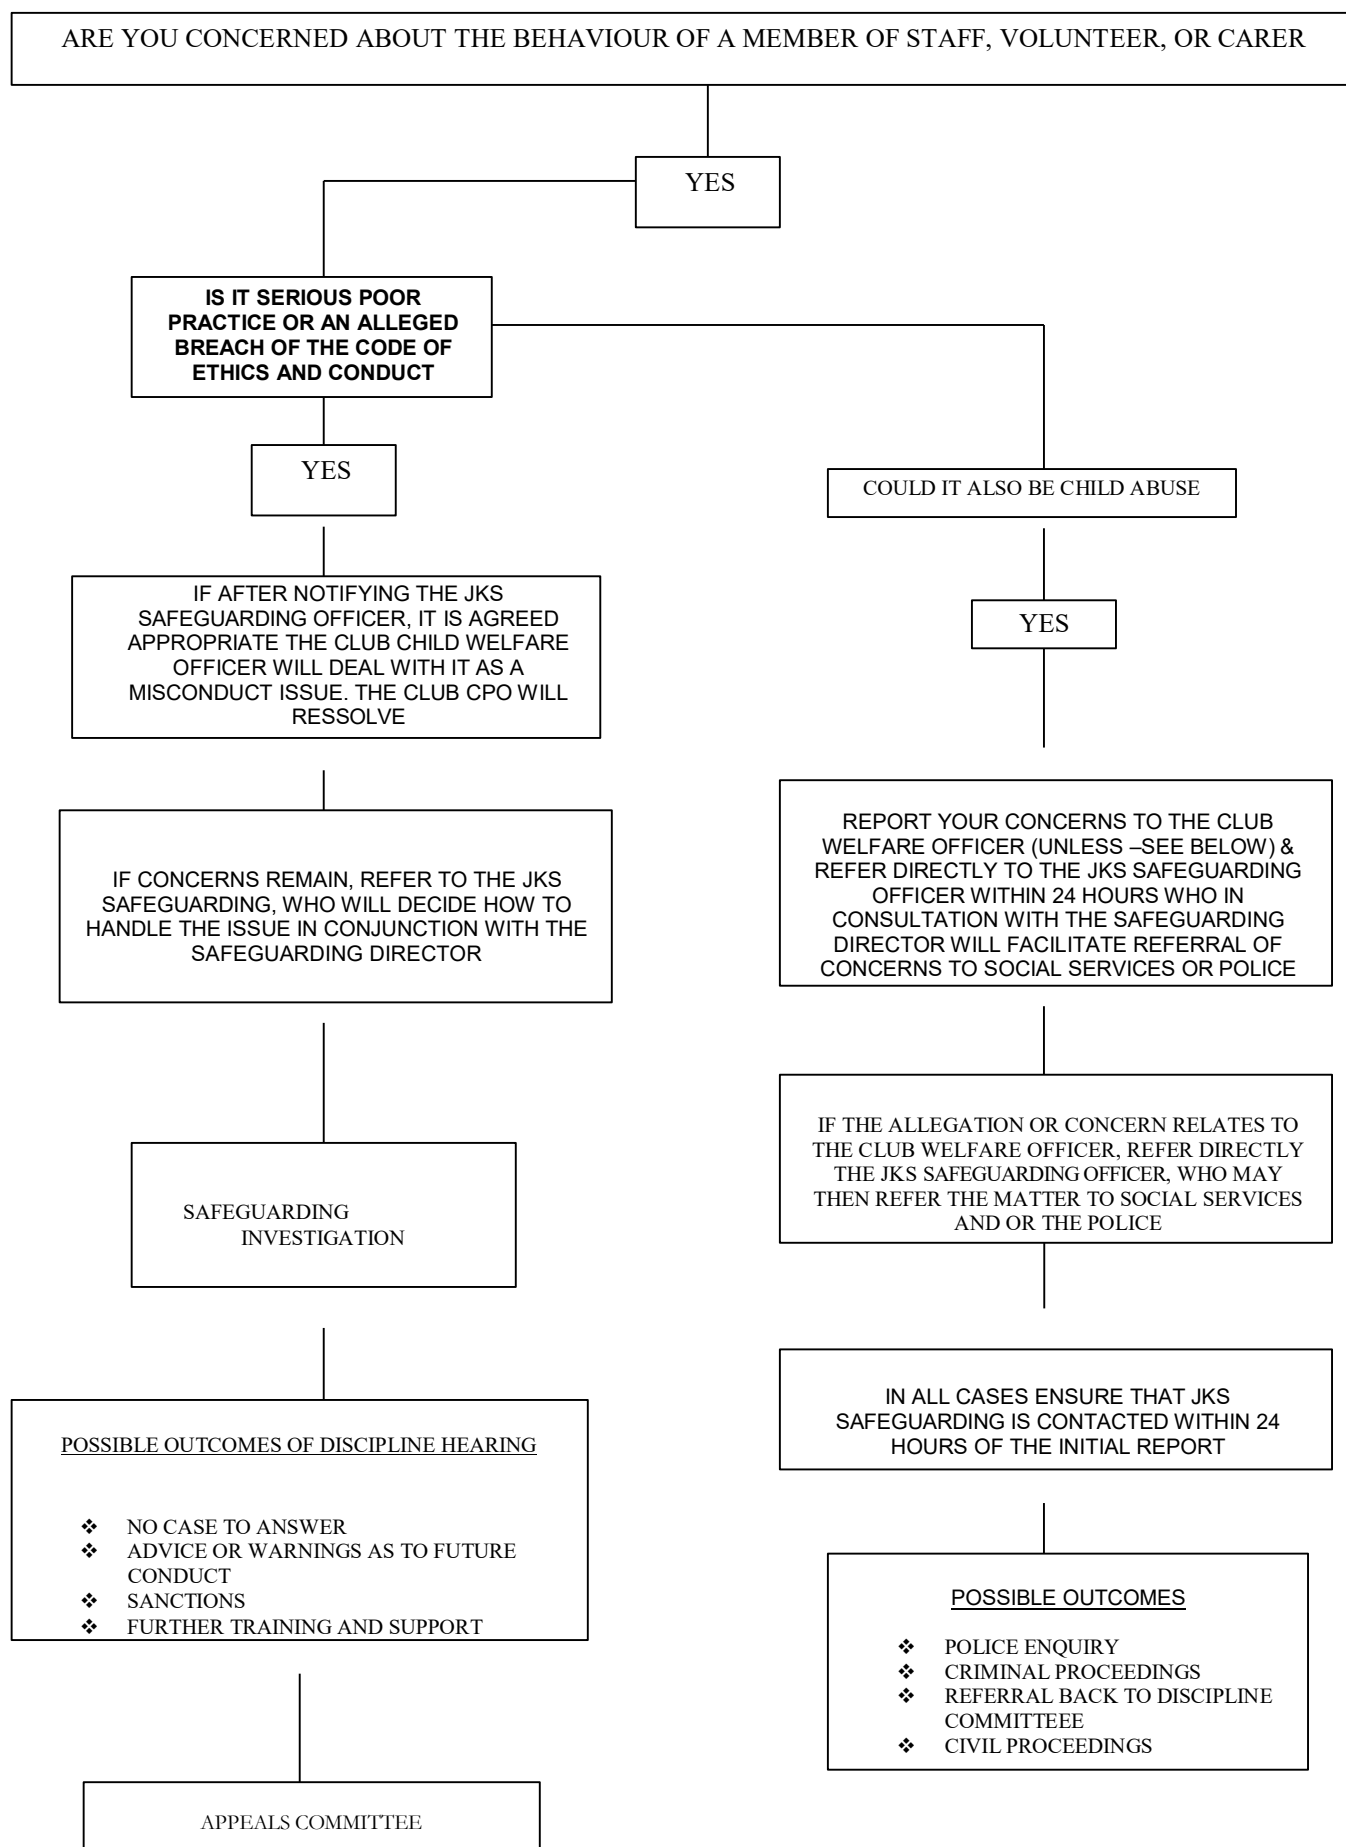 ARE YOU CONCERNED ABOUT THE BEHAVIOUR OF A MEMBER OF STAFF, VOLUNTEER, OR CARER
YES
IS IT SERIOUS POOR
PRACTICE OR AN ALLEGED
BREACH OF THE CODE OF
ETHICS AND CONDUCT
YES
IF AFTER NOTIFYING THE JKS
SAFEGUARDING OFFICER, IT IS AGREED
APPROPRIATE THE CLUB CHILD WELFARE
OFFICER WILL DEAL WITH IT AS A
MISCONDUCT ISSUE. THE CLUB CPO WILL
RESSOLVE
IF CONCERNS REMAIN, REFER TO THE JKS
SAFEGUARDING, WHO WILL DECIDE HOW TO
HANDLE THE ISSUE IN CONJUNCTION WITH THE
SAFEGUARDING DIRECTOR
SAFEGUARDING
INVESTIGATION
POSSIBLE OUTCOMES OF DISCIPLINE HEARING
❖ NO CASE TO ANSWER
❖ ADVICE OR WARNINGS AS TO FUTURE
CONDUCT
❖ SANCTIONS
❖ FURTHER TRAINING AND SUPPORT
APPEALS COMMITTEE
COULD IT ALSO BE CHILD ABUSE
YES
REPORT YOUR CONCERNS TO THE CLUB
WELFARE OFFICER (UNLESS –SEE BELOW) &
REFER DIRECTLY TO THE JKS SAFEGUARDING
OFFICER WITHIN 24 HOURS WHO IN
CONSULTATION WITH THE SAFEGUARDING
DIRECTOR WILL FACILITATE REFERRAL OF
CONCERNS TO SOCIAL SERVICES OR POLICE
IF THE ALLEGATION OR CONCERN RELATES TO
THE CLUB WELFARE OFFICER, REFER DIRECTLY
THE JKS SAFEGUARDING OFFICER, WHO MAY
THEN REFER THE MATTER TO SOCIAL SERVICES
AND OR THE POLICE
IN ALL CASES ENSURE THAT JKS
SAFEGUARDING IS CONTACTED WITHIN 24
HOURS OF THE INITIAL REPORT
POSSIBLE OUTCOMES
❖ POLICE ENQUIRY
❖ CRIMINAL PROCEEDINGS
❖ REFERRAL BACK TO DISCIPLINE
COMMITTEEE
❖ CIVIL PROCEEDINGS